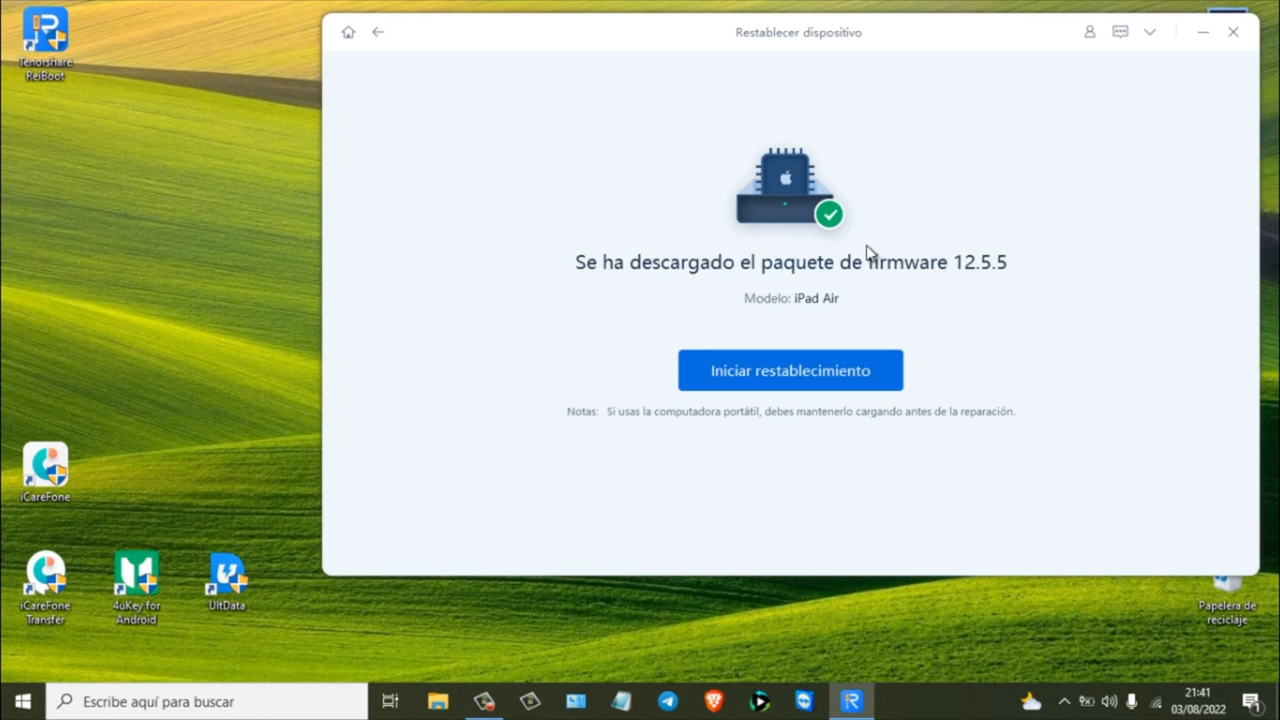 Tenorshare
ReiBoot
Restablecer dispositivo
Se ha descargado el paquete de firmware 12.5.5
Modelo: iPad Air
Iniciar restablecimiento
Notas: Si usas la computadora portátil, debes mantenerlo cargando antes de la reparación.
iCareFone
iCareFone
Transfer
4uKey for
Android
UltData
Papelera de
reciclaje
Escribe aquí para buscar
21:41
03/08/2022
1